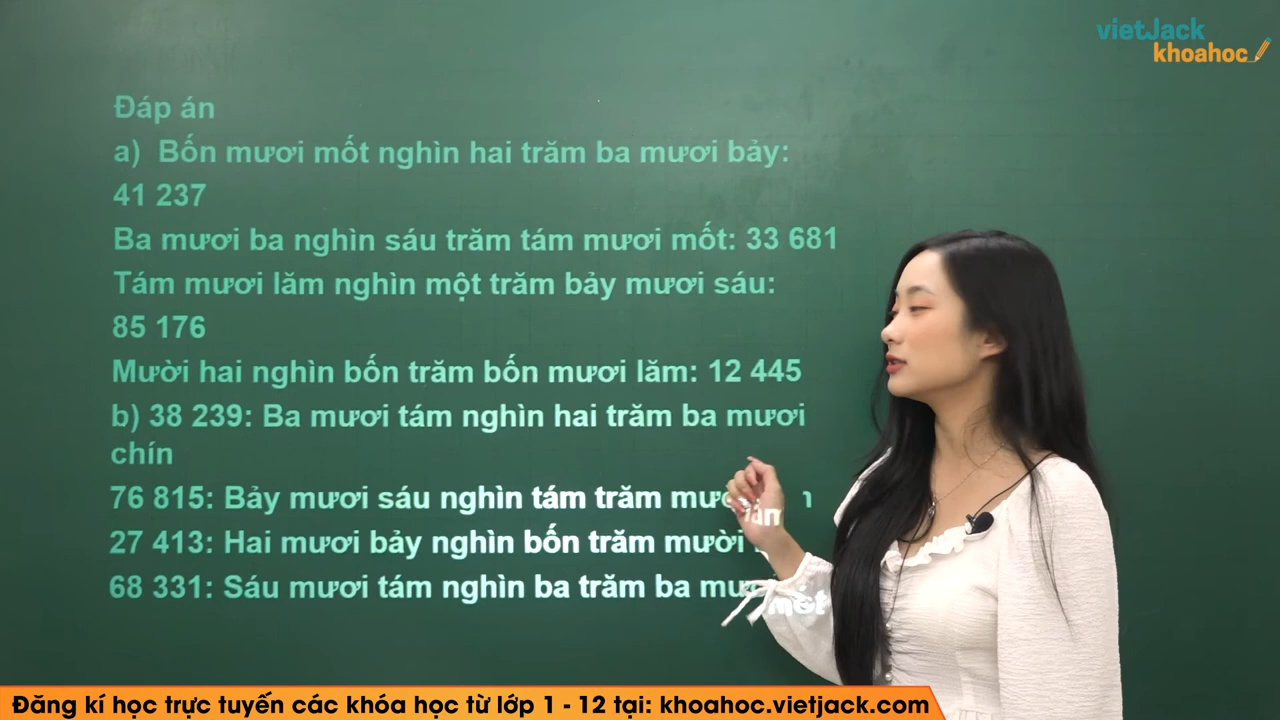 vietJack
khoahoc
Đáp án
a) Bốn mươi mốt nghìn hai trăm ba mươi bảy:
41 237
Ba mươi ba nghìn sáu trăm tám mươi mốt: 33 681
Tám mươi lăm nghìn một trăm bảy mươi sáu:
85 176
Mười hai nghìn bốn trăm bốn mươi lăm: 12 445
b) 38 239: Ba mươi tám nghìn hai trăm ba mươi
chín
76 815: Bảy mươi sáu nghìn tám trăm
27 413: Hai mươi bảy nghìn bốn trăm mười
68 331: Sáu mươi tám nghìn ba trăm ba mốt
Đăng kí học trực tuyến các khóa học từ lớp 1 - 12 tại: khoahoc.vietjack.com